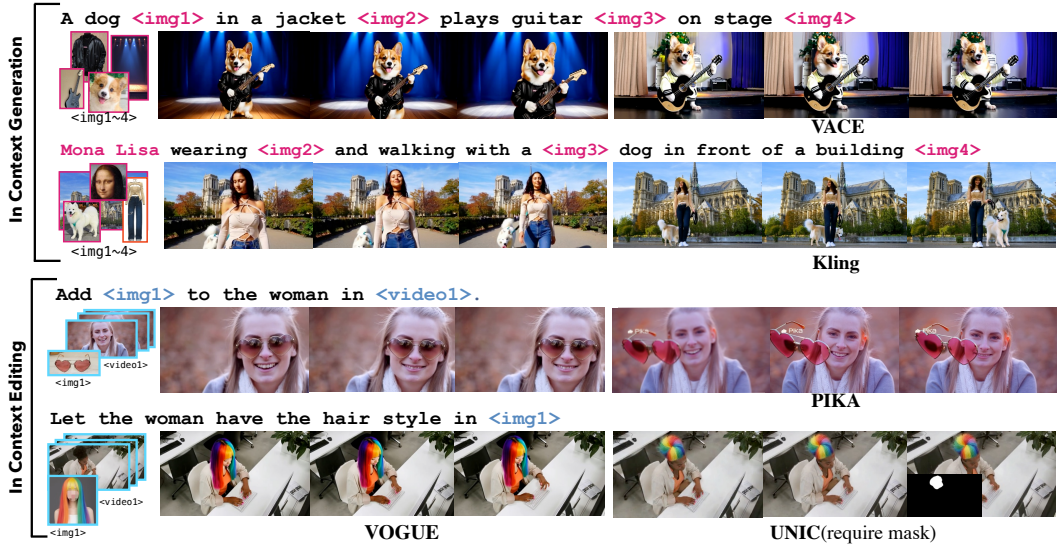 In Context Generation
A dog <img1> in a jacket <img2> plays guitar <img3> on stage <img4>
<img1~4>
VACE
Mona Lisa wearing <img2> and walking with a <img3> dog in front of a building <img4>
<img1~4>
Kling
In Context Editing
Add <img1> to the woman in <video1>.
<video1>
<img1>
Pika
Pika
Pika
PIKA
Let the woman have the hair style in <img1>
<video1>
<img1>
VOGUE
UNIC(require mask)